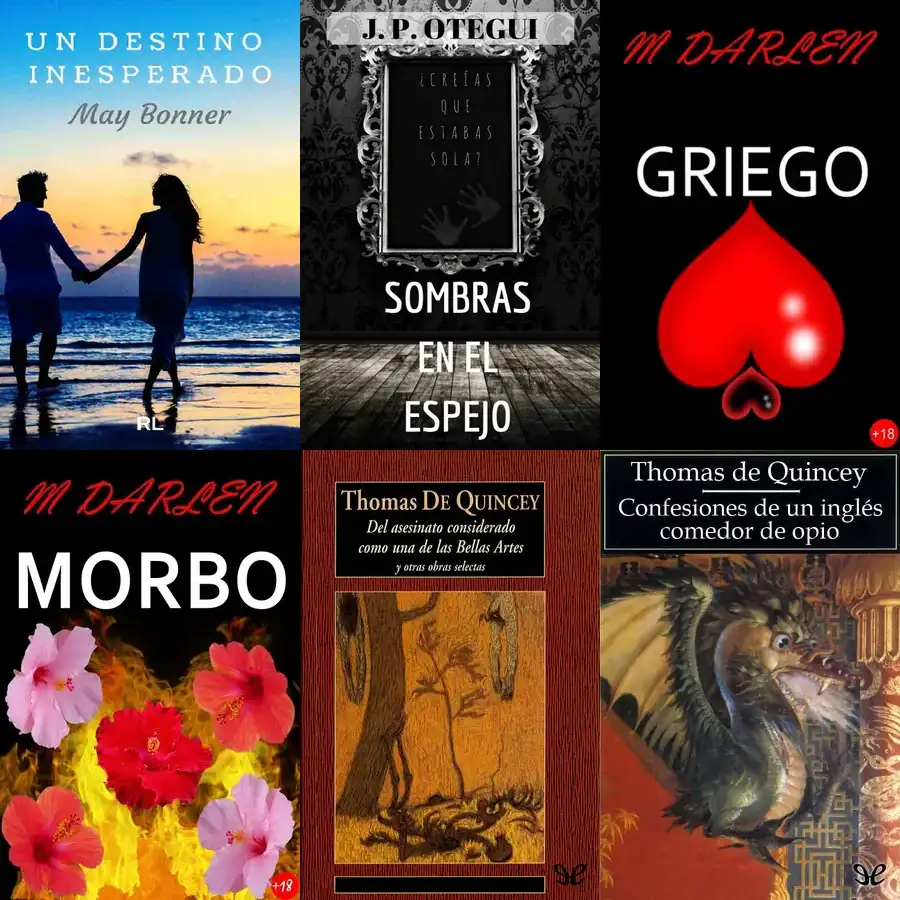 UN DESTINO
INESPERADO
May Bonner
RL
J. P. OTEGUI
¿CREÍAS
QUE
ESTABAS
SOLA?
SOMBRAS
EN EL
ESPEJO
M DARLEN
GRIEGO
+18
M DARLEN
MORBO
+18
Thomas DE QUINCEY
Del asesinato considerado
como una de las Bellas Artes
y otras obras selectas
Thomas de Quincey
Confesiones de un inglés
comedor de opio